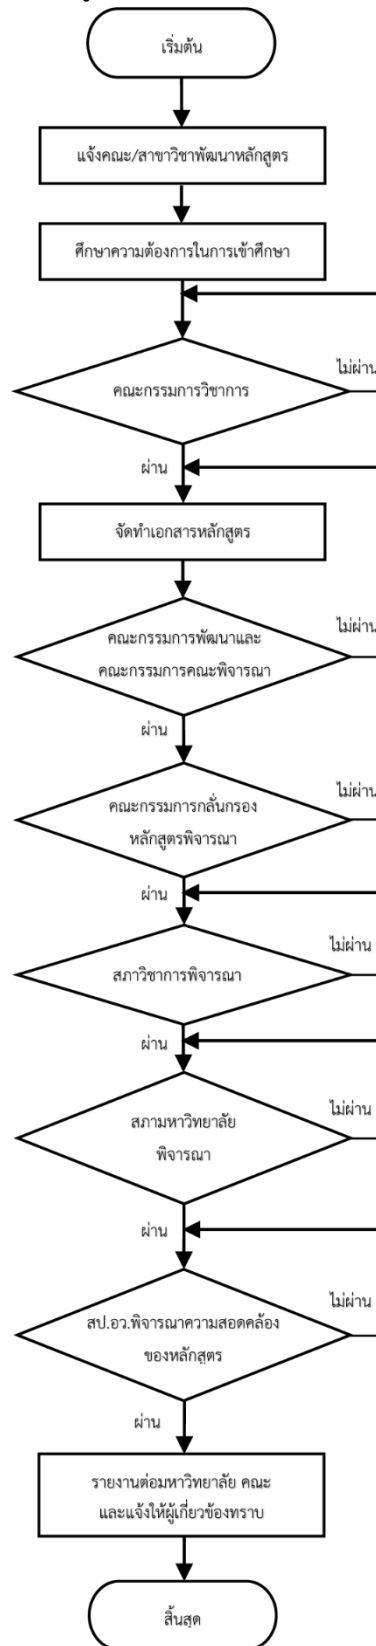 เริ่มต้น
แจ้งคณะ/สาขาวิชาพัฒนาหลักสูตร
ศึกษาความต้องการในการเข้าศึกษา
ไม่ผ่าน
คณะกรรมการวิชาการ
ผ่าน
จัดทำเอกสารหลักสูตร
ไม่ผ่าน
คณะกรรมการพัฒนาและ
คณะกรรมการคณะพิจารณา
ผ่าน
ไม่ผ่าน
คณะกรรมการกลั่นกรอง
หลักสูตรพิจารณา
ผ่าน
ไม่ผ่าน
สภาวิชาการพิจารณา
ผ่าน
ไม่ผ่าน
สภามหาวิทยาลัย
พิจารณา
ผ่าน
ไม่ผ่าน
สป.อว.พิจารณาความสอดคล้อง
ของหลักสูตร
ผ่าน
รายงานต่อมหาวิทยาลัย คณะ
และแจ้งให้ผู้เกี่ยวข้องทราบ
สิ้นสุด